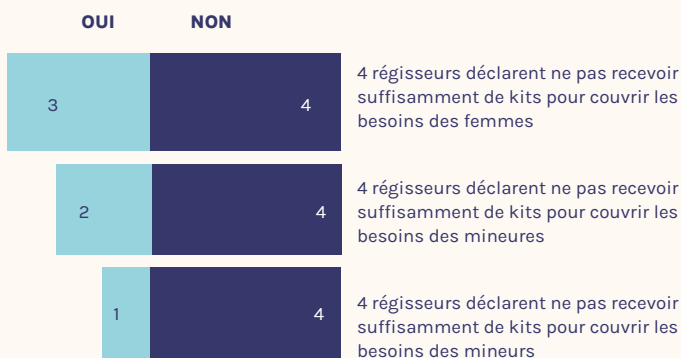 OUI NON
3 4
4 régisseurs déclarent ne pas recevoir
suffisamment de kits pour couvrir les
besoins des femmes
2 4
4 régisseurs déclarent ne pas recevoir
suffisamment de kits pour couvrir les
besoins des mineures
1 4
4 régisseurs déclarent ne pas recevoir
suffisamment de kits pour couvrir les
besoins des mineurs